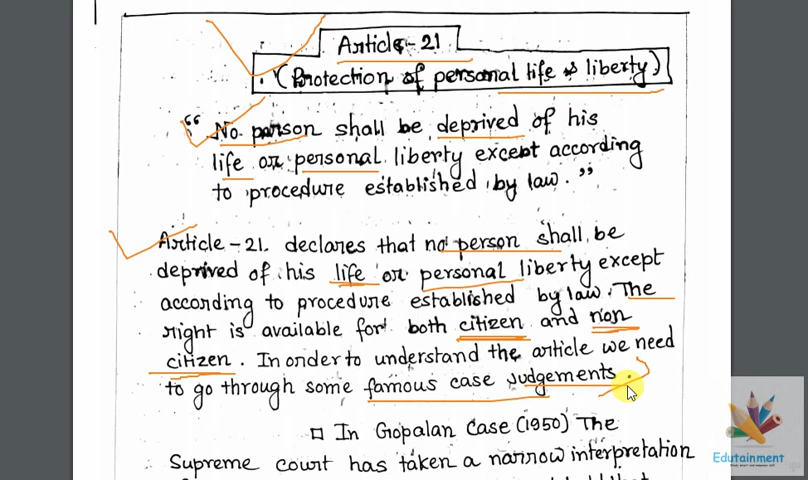 Article-21
(Protection of personal life & liberty)
“No person shall be deprived of his
life or personal liberty except according
to procedure established by law.”
Article-21 declares that no person shall be
deprived of his life or personal liberty except
according to procedure established by law. The
right is available for both citizen and non
citizen. In order to understand the article we need
to go through some famous case judgements.
□ In Gopalan Case (1950) The
Supreme court has taken a narrow interpretation
Edutainment